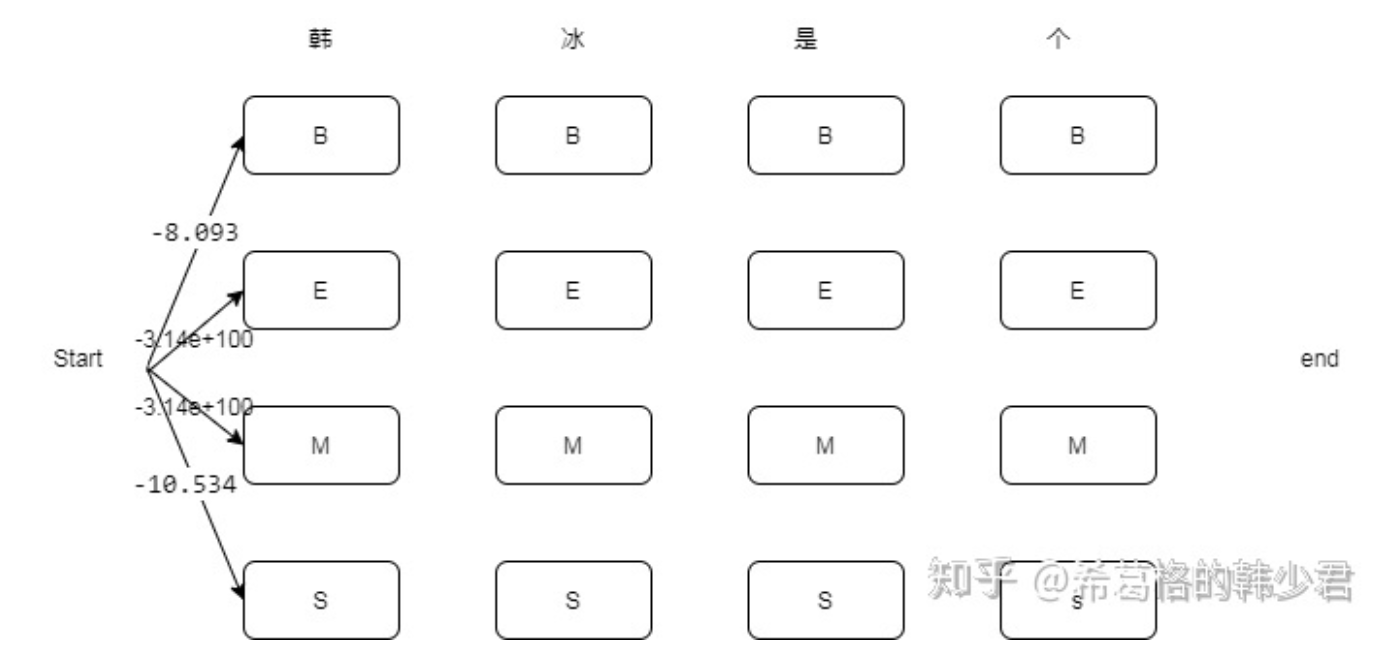 韩 冰 是 个
B B B B
-8.093
E E E E
-3.14e+100
Start end
-3.14e+100
M M M M
-10.534
知乎 @希葛格的韩少君
S S S s